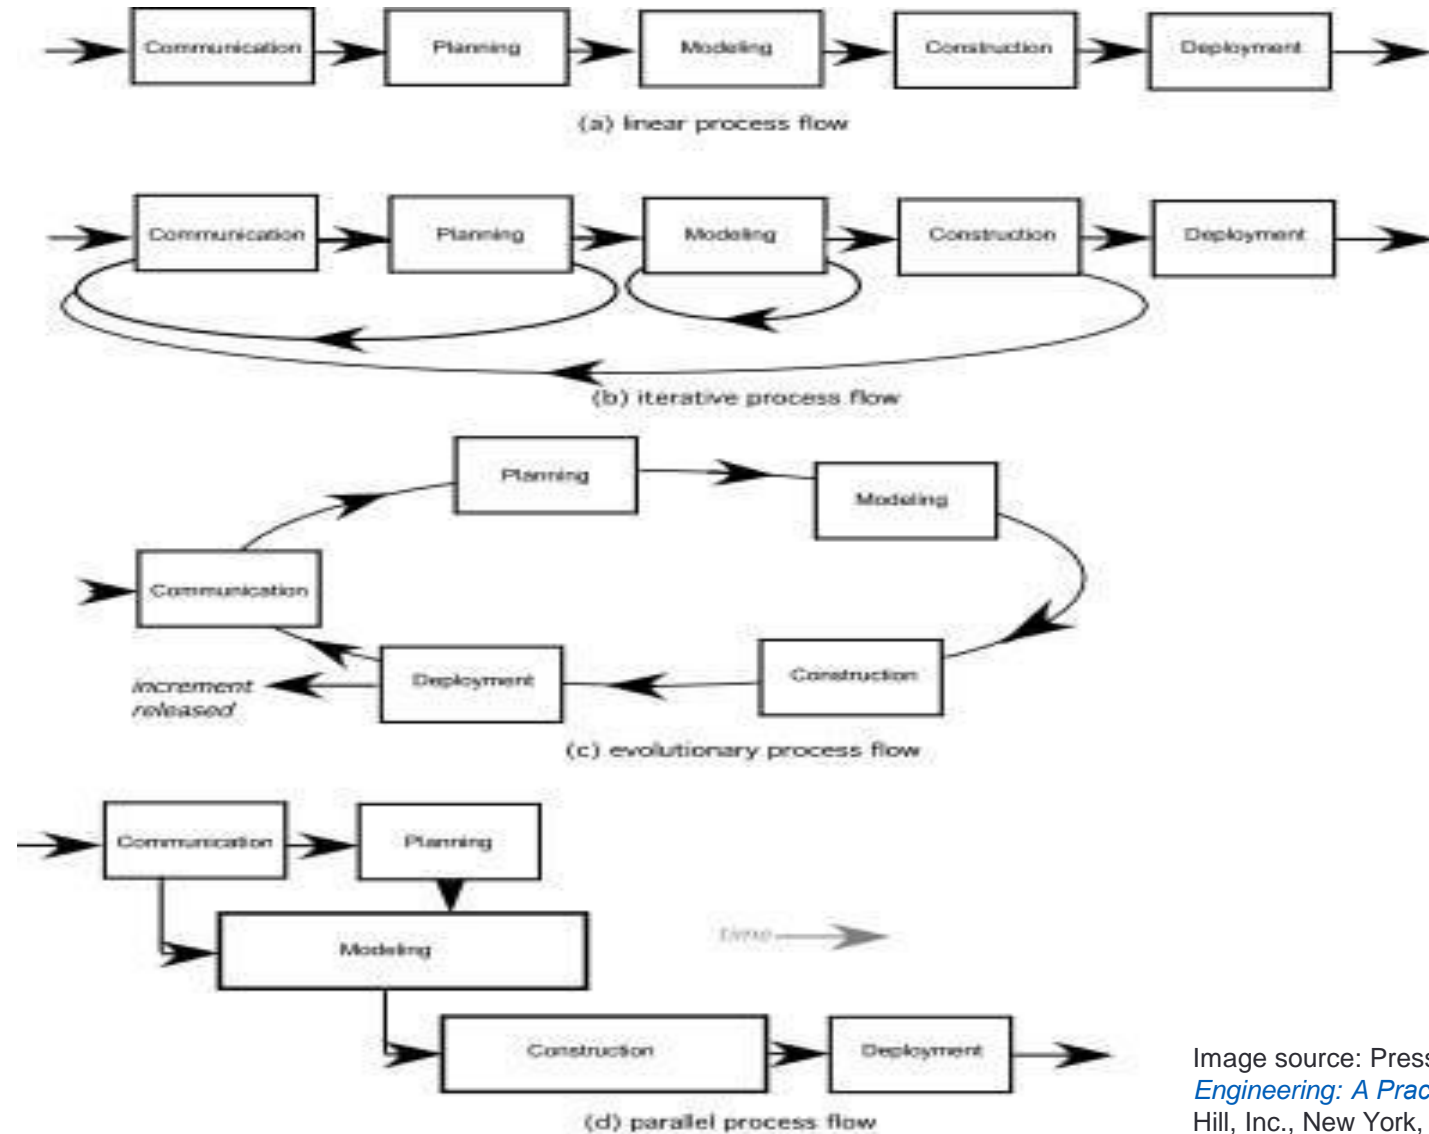 Communication Planning Modeling Construction Deployment
(a) linear process flow
Communication Planning Modeling Construction Deployment
(b) iterative process flow
Planning
Modeling
Communication
Construction
Deployment
increment
released
(c) evolutionary process flow
Communication Planning
time
Modeling
Construction Deployment
(d) parallel process flow
Image source: Press
Engineering: A Prac
Hill, Inc., New York,